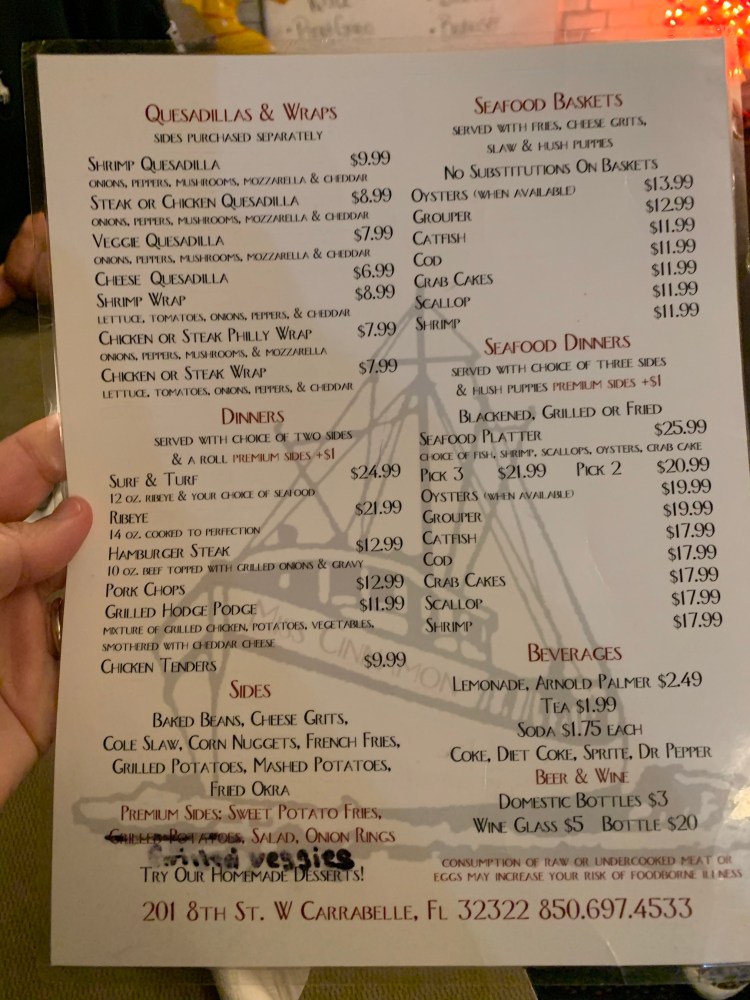 QUESADILLAS & WRAPS
SIDES PURCHASED SEPARATELY
SHRIMP QUESADILLA $9.99
ONIONS, PEPPERS, MUSHROOMS, MOZZARELLA & CHEDDAR
STEAK OR CHICKEN QUESADILLA $8.99
ONIONS, PEPPERS, MUSHROOMS, MOZZARELLA & CHEDDAR
VEGGIE QUESADILLA $7.99
ONIONS, PEPPERS, MUSHROOMS, MOZZARELLA & CHEDDAR
CHEESE QUESADILLA $6.99
SHRIMP WRAP $8.99
LETTUCE, TOMATOES, ONIONS, PEPPERS, & CHEDDAR
CHICKEN OR STEAK PHILLY WRAP $7.99
ONIONS, PEPPERS, MUSHROOMS, & MOZZARELLA
CHICKEN OR STEAK WRAP $7.99
LETTUCE, TOMATOES, ONIONS, PEPPERS, & CHEDDAR
DINNERS
SERVED WITH CHOICE OF TWO SIDES
& A ROLL PREMIUM SIDES +$1
SURF & TURF $24.99
12 OZ. RIBEYE & YOUR CHOICE OF SEAFOOD
RIBEYE $21.99
14 OZ. COOKED TO PERFECTION
HAMBURGER STEAK $12.99
10 OZ. BEEF TOPPED WITH GRILLED ONIONS & GRAVY
PORK CHOPS $12.99
GRILLED HODGE PODGE $11.99
MIXTURE OF GRILLED CHICKEN, POTATOES, VEGETABLES,
SMOTHERED WITH CHEDDAR CHEESE
CHICKEN TENDERS $9.99
SIDES
BAKED BEANS, CHEESE GRITS,
COLE SLAW, CORN NUGGETS, FRENCH FRIES,
GRILLED POTATOES, MASHED POTATOES,
FRIED OKRA
PREMIUM SIDES: SWEET POTATO FRIES,
GRILLED POTATOES, SALAD, ONION RINGS
veggies
TRY OUR HOMEMADE DESSERTS!
SEAFOOD BASKETS
SERVED WITH FRIES, CHEESE GRITS,
SLAW & HUSH PUPPIES
NO SUBSTITUTIONS ON BASKETS
OYSTERS (WHEN AVAILABLE) $13.99
GROUPER $12.99
CATFISH $11.99
COD $11.99
CRAB CAKES $11.99
SCALLOP $11.99
SHRIMP $11.99
SEAFOOD DINNERS
SERVED WITH CHOICE OF THREE SIDES
& HUSH PUPPIES PREMIUM SIDES +$1
BLACKENED, GRILLED OR FRIED
SEAFOOD PLATTER $25.99
CHOICE OF FISH, SHRIMP, SCALLOPS, OYSTERS, CRAB CAKE
PICK 3 $21.99 PICK 2 $20.99
OYSTERS (WHEN AVAILABLE) $19.99
GROUPER $19.99
CATFISH $17.99
COD $17.99
CRAB CAKES $17.99
SCALLOP $17.99
SHRIMP $17.99
BEVERAGES
LEMONADE, ARNOLD PALMER $2.49
TEA $1.99
SODA $1.75 EACH
COKE, DIET COKE, SPRITE, DR PEPPER
BEER & WINE
DOMESTIC BOTTLES $3
WINE GLASS $5 BOTTLE $20
CONSUMPTION OF RAW OR UNDERCOOKED MEAT OR
EGGS MAY INCREASE YOUR RISK OF FOODBORNE ILLNESS
201 8TH ST. W CARRABELLE, FL 32322 850.697.4533
MISS CINNAMON